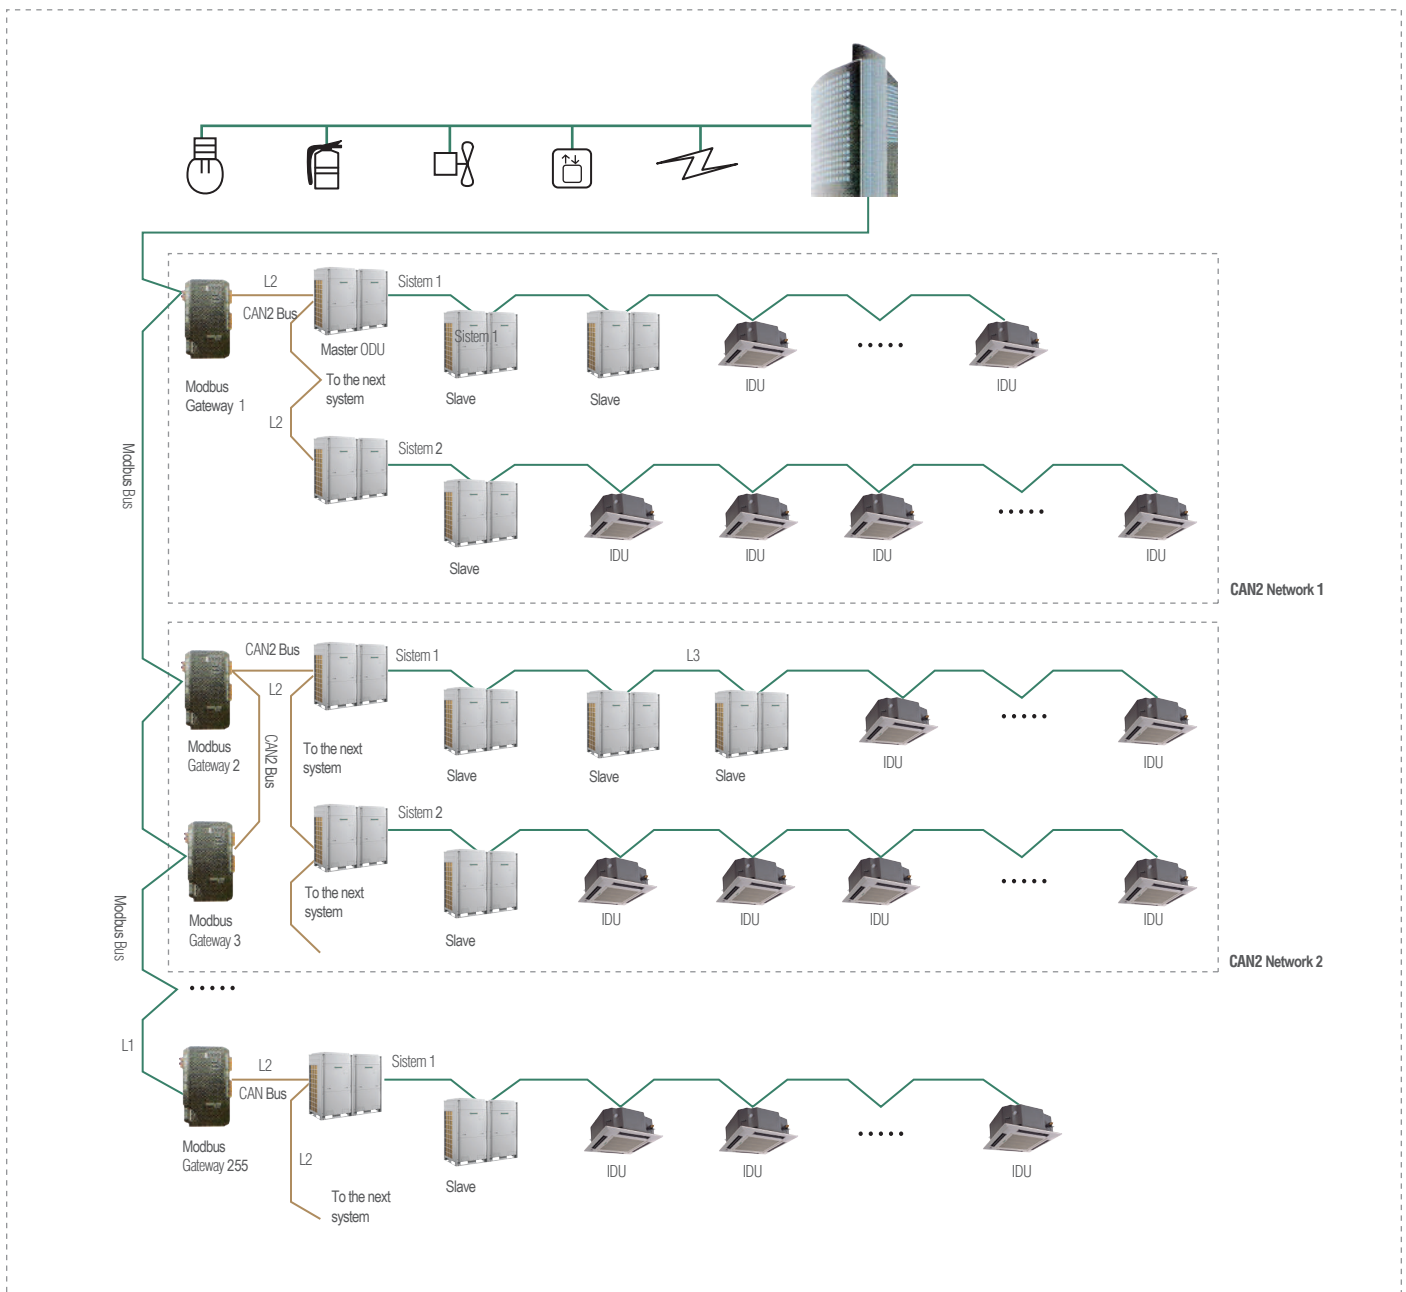 L2
Sistem 1
CAN2 Bus
Sistem 1
Master ODU
To the next
system
IDU
IDU
Modbus
Gateway 1
Slave
Slave
L2
Sistem 2
Modbus Bus
IDU
IDU
IDU
IDU
Slave
CAN2 Network 1
CAN2 Bus
Sistem 1
L3
L2
Modbus
Gateway 2
CAN2 Bus
To the next
system
IDU
IDU
Slave
Slave
Slave
Sistem 2
To the next
system
Modbus
Gateway 3
Modbus Bus
IDU
IDU
IDU
IDU
Slave
CAN2 Network 2
L1
L2
Sistem 1
CAN Bus
Modbus
Gateway 255
L2
IDU
IDU
IDU
Slave
To the next
system